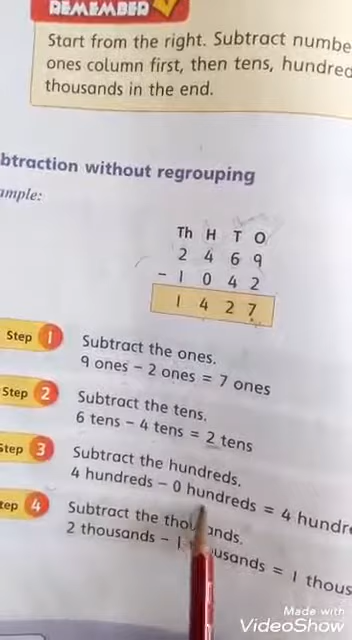 REMEMBER
Start from the right. Subtract numbe
ones column first, then tens, hundred
thousands in the end.
btraction without regrouping
ample:
Th H T O
2 4 6 9
- 1 0 4 2
1 4 2 7
Step 1 Subtract the ones.
9 ones - 2 ones = 7 ones
Step 2 Subtract the tens.
6 tens - 4 tens = 2 tens
Step 3 Subtract the hundreds.
4 hundreds - 0 hundreds = 4 hundr
tep 4 Subtract the thou ands.
2 thousands - 1 usands = 1 thous
Made with
VideoShow